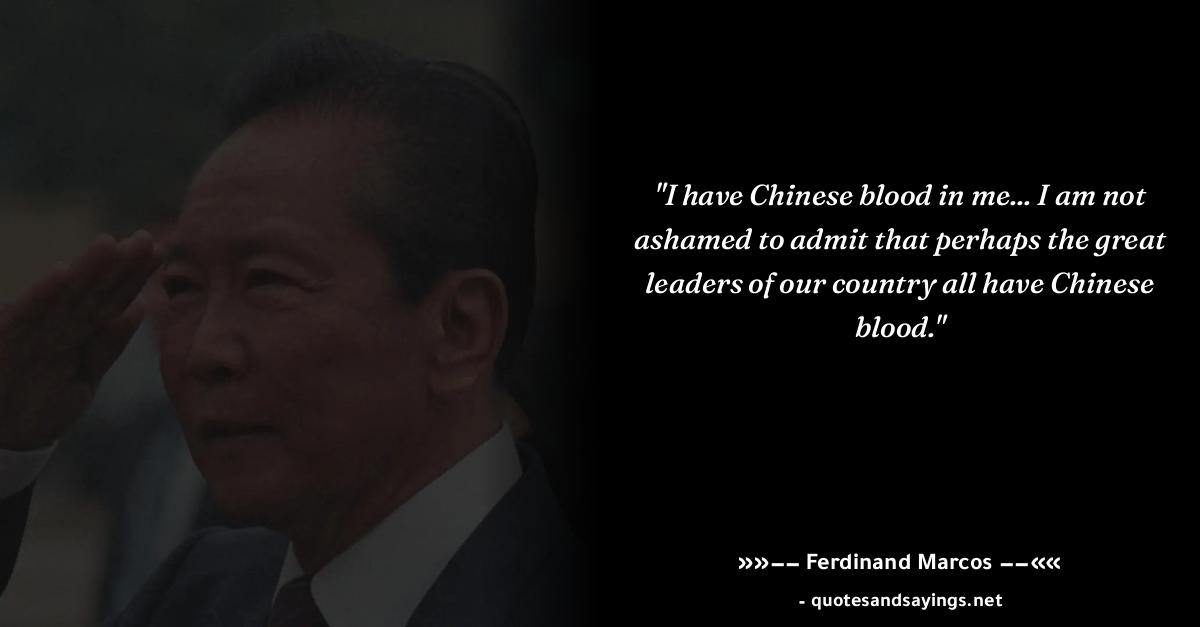 "I have Chinese blood in me... I am not
ashamed to admit that perhaps the great
leaders of our country all have Chinese
blood."
»»-- Ferdinand Marcos --««
- quotesandsayings.net